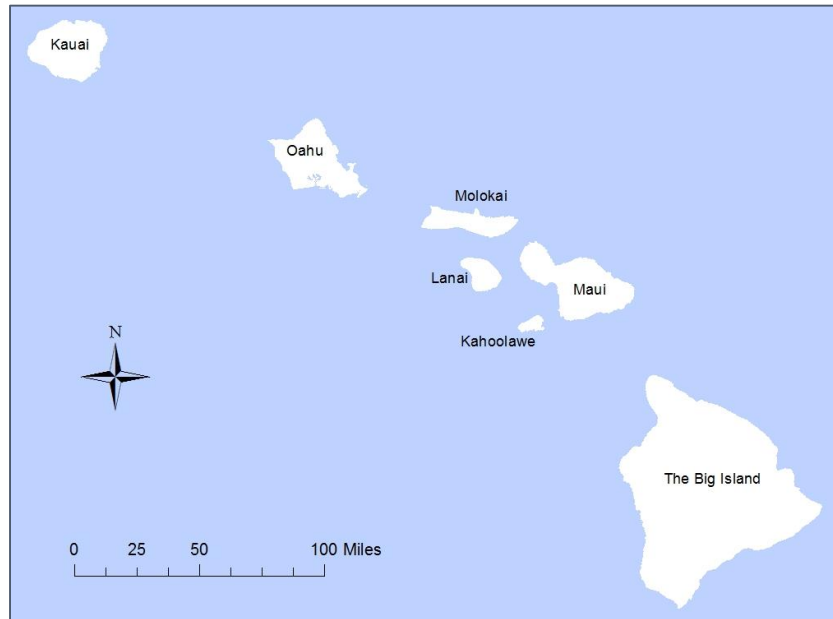 Kauai
Oahu
Molokai
Lanai
Maui
Kahoolawe
N
The Big Island
0 25 50 100 Miles